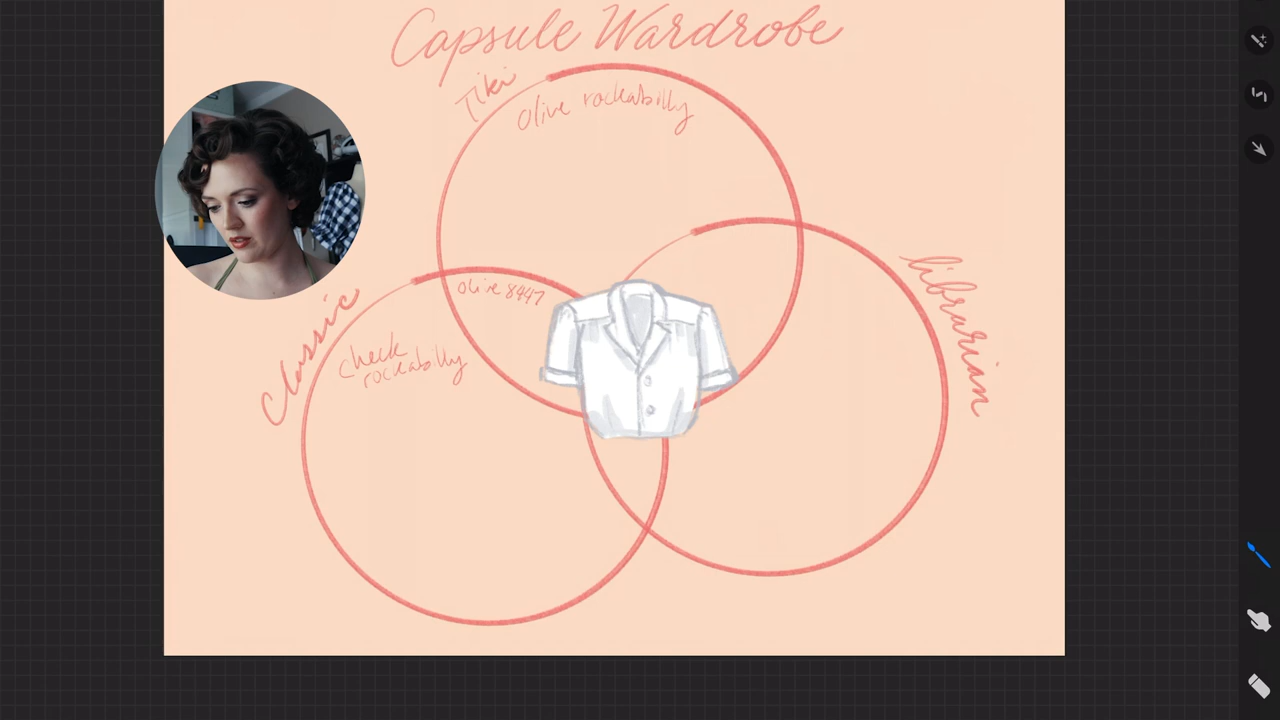 Capsule Wardrobe
Tiki
Olive rockabilly
librarian
Olive 8447
Classic
check
rockabilly